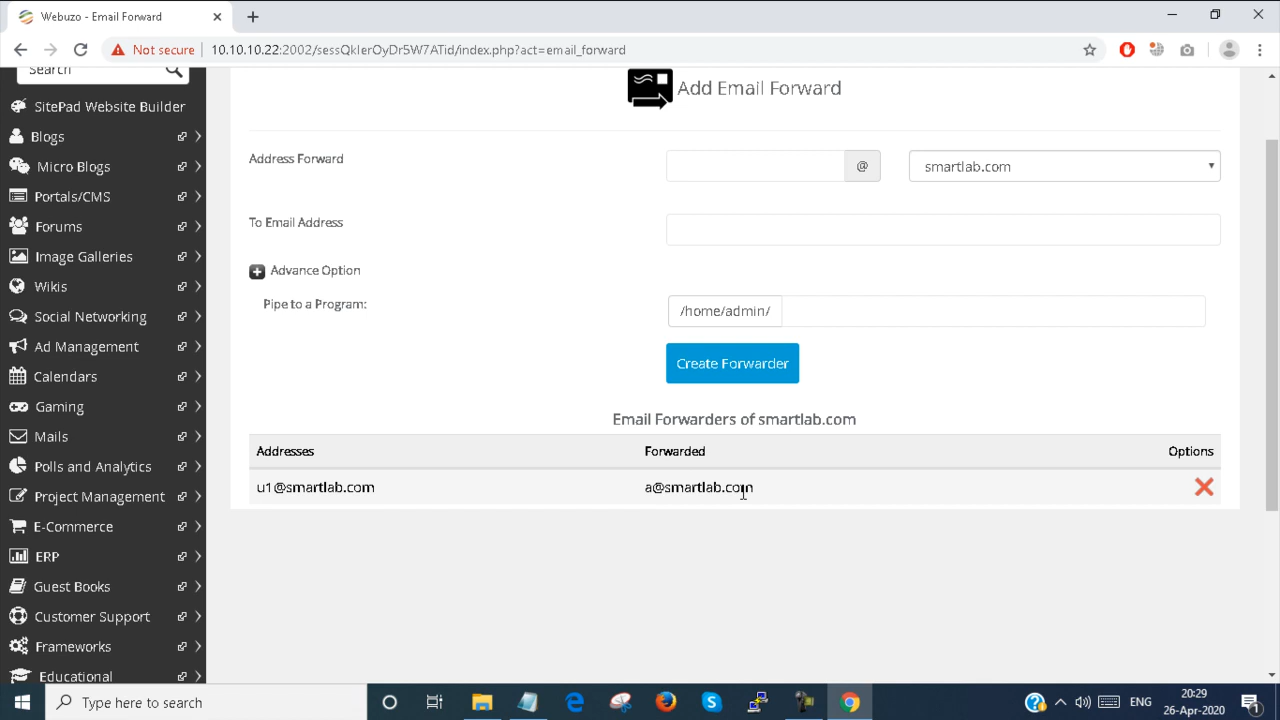 Webuzo - Email Forward
Not secure
10.10.10.22:2002/sessQkIerOyDr5W7ATid/index.php?act=email_forward
Search
SitePad Website Builder
Blogs
Micro Blogs
Portals/CMS
Forums
Image Galleries
Wikis
Social Networking
Ad Management
Calendars
Gaming
Mails
Polls and Analytics
Project Management
E-Commerce
ERP
Guest Books
Customer Support
Frameworks
Educational
Add Email Forward
Address Forward
@
smartlab.com
To Email Address
Advance Option
Pipe to a Program:
/home/admin/
Create Forwarder
Email Forwarders of smartlab.com
Addresses Forwarded Options
u1@smartlab.com a@smartlab.com
Type here to search
ENG
20:29
26-Apr-2020
1